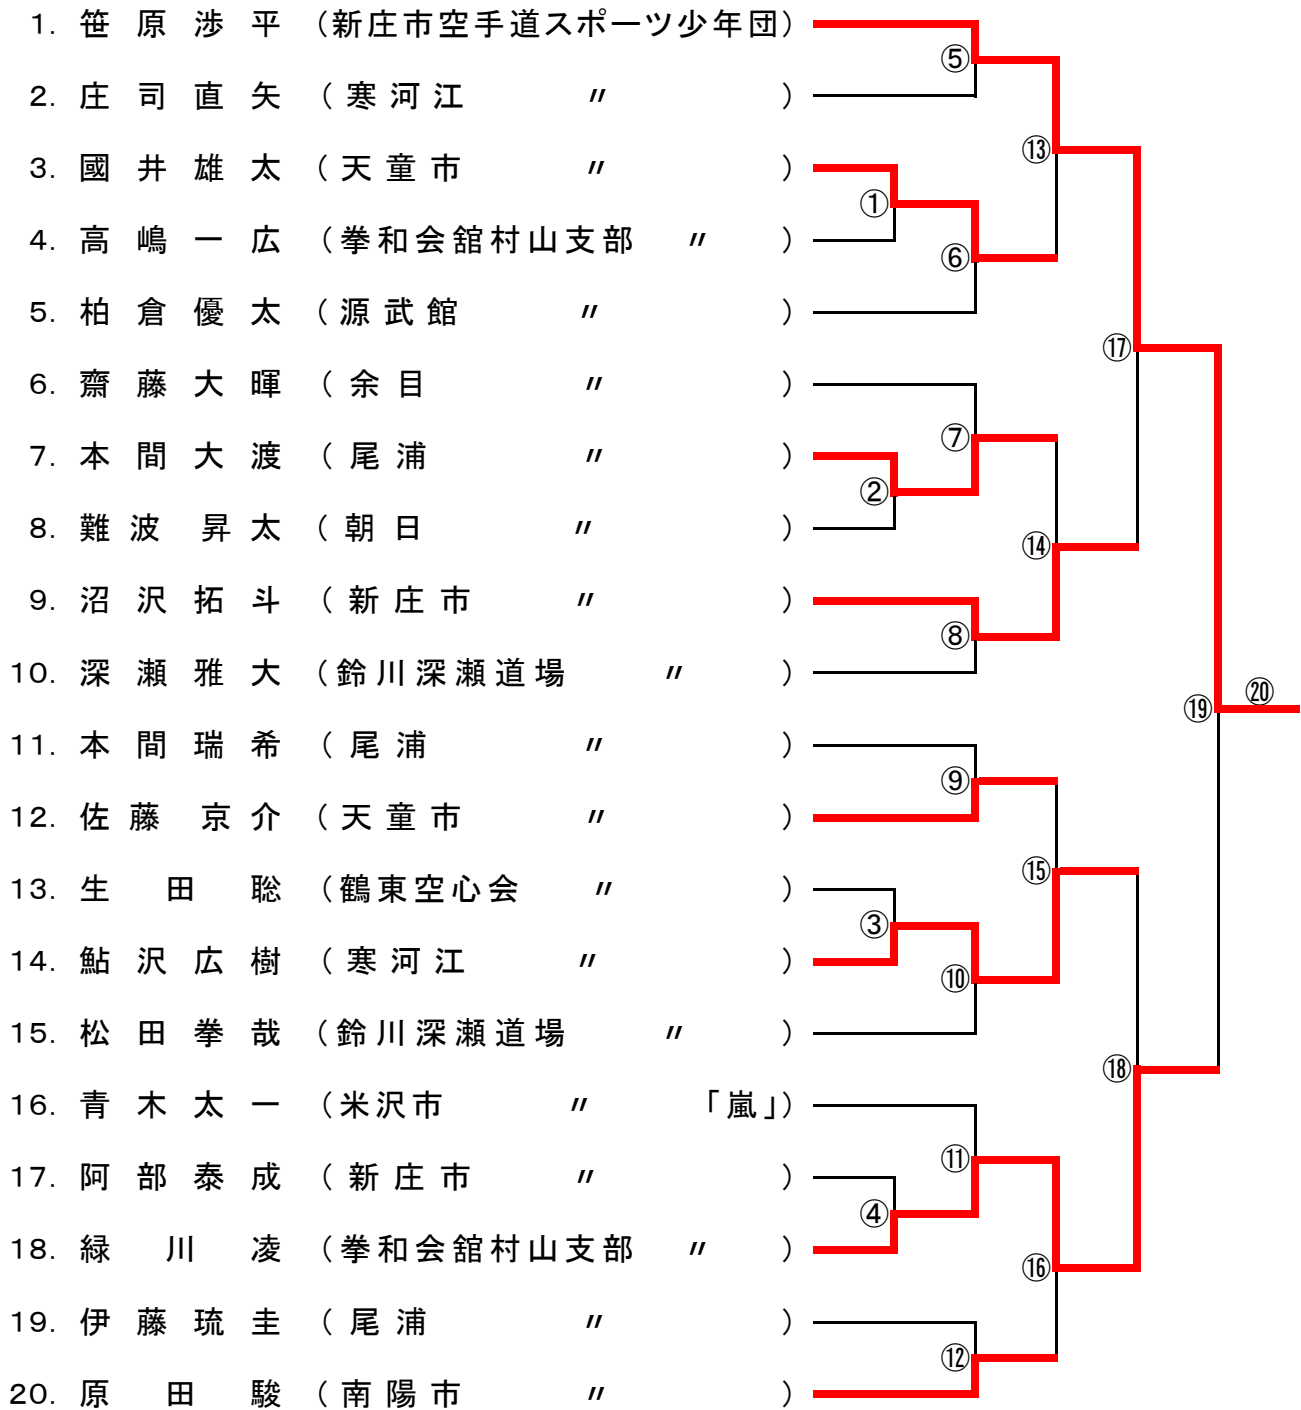 1. 笹原渉平 (新庄市空手道スポーツ少年団)
⑤
2. 庄司直矢 (寒河江 〃 )
⑬
3. 國井雄太 (天童市 〃 )
①
4. 高嶋一広 (拳和会舘村山支部 〃 )
⑥
5. 柏倉優太 (源武館 〃 )
⑰
6. 齋藤大暉 (余目 〃 )
⑦
7. 本間大渡 (尾浦 〃 )
②
8. 難波昇太 (朝日 〃 )
⑭
9. 沼沢拓斗 (新庄市 〃 )
⑧
10. 深瀬雅大 (鈴川深瀬道場 〃 )
⑲ ⑳
11. 本間瑞希 (尾浦 〃 )
⑨
12. 佐藤京介 (天童市 〃 )
⑮
13. 生田聡 (鶴東空心会 〃 )
③
14. 鮎沢広樹 (寒河江 〃 )
⑩
15. 松田拳哉 (鈴川深瀬道場 〃 )
⑱
16. 青木太一 (米沢市 〃 「嵐」)
⑪
17. 阿部泰成 (新庄市 〃 )
④
18. 緑川凌 (拳和会舘村山支部 〃 )
⑯
19. 伊藤琉圭 (尾浦 〃 )
⑫
20. 原田駿 (南陽市 〃 )